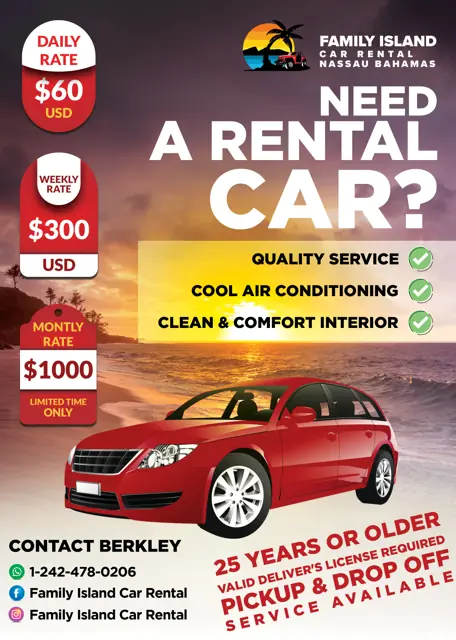 DAILY
RATE
$60
USD
FAMILY ISLAND
CAR RENTAL
NASSAU BAHAMAS
NEED
A RENTAL
CAR?
WEEKLY
RATE
$300
USD
QUALITY SERVICE
COOL AIR CONDITIONING
CLEAN & COMFORT INTERIOR
MONTLY
RATE
$1000
LIMITED TIME
ONLY
CONTACT BERKLEY
1-242-478-0206
Family Island Car Rental
Family Island Car Rental
25 YEARS OR OLDER
VALID DELIVER'S LICENSE REQUIRED
PICKUP & DROP OFF
SERVICE AVAILABLE